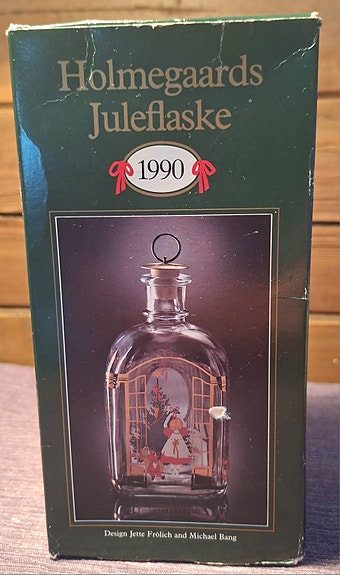 Holmegaards
Juleflaske
1990
Design Jette Frölich and Michael Bang